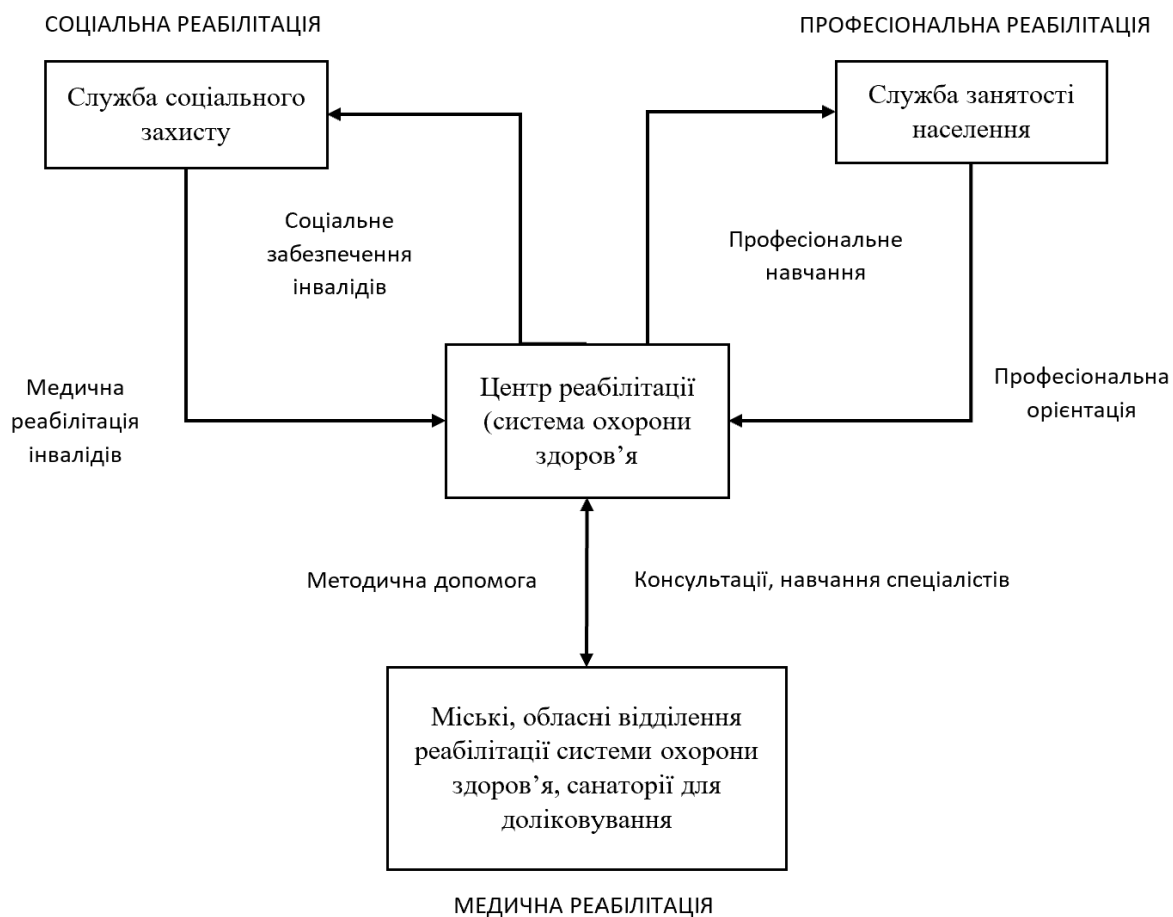 СОЦІАЛЬНА РЕАБІЛІТАЦІЯ
ПРОФЕСІОНАЛЬНА РЕАБІЛІТАЦІЯ
Служба соціального
захисту
Служба занятості
населення
Соціальне
забезпечення
інвалідів
Професіональне
навчання
Медична
реабілітація
інвалідів
Центр реабілітації
(система охорони
здоров’я
Професіональна
орієнтація
Методична допомога
Консультації, навчання спеціалістів
Міські, обласні відділення
реабілітації системи охорони
здоров’я, санаторії для
доліковування
МЕДИЧНА РЕАБІЛІТАЦІЯ